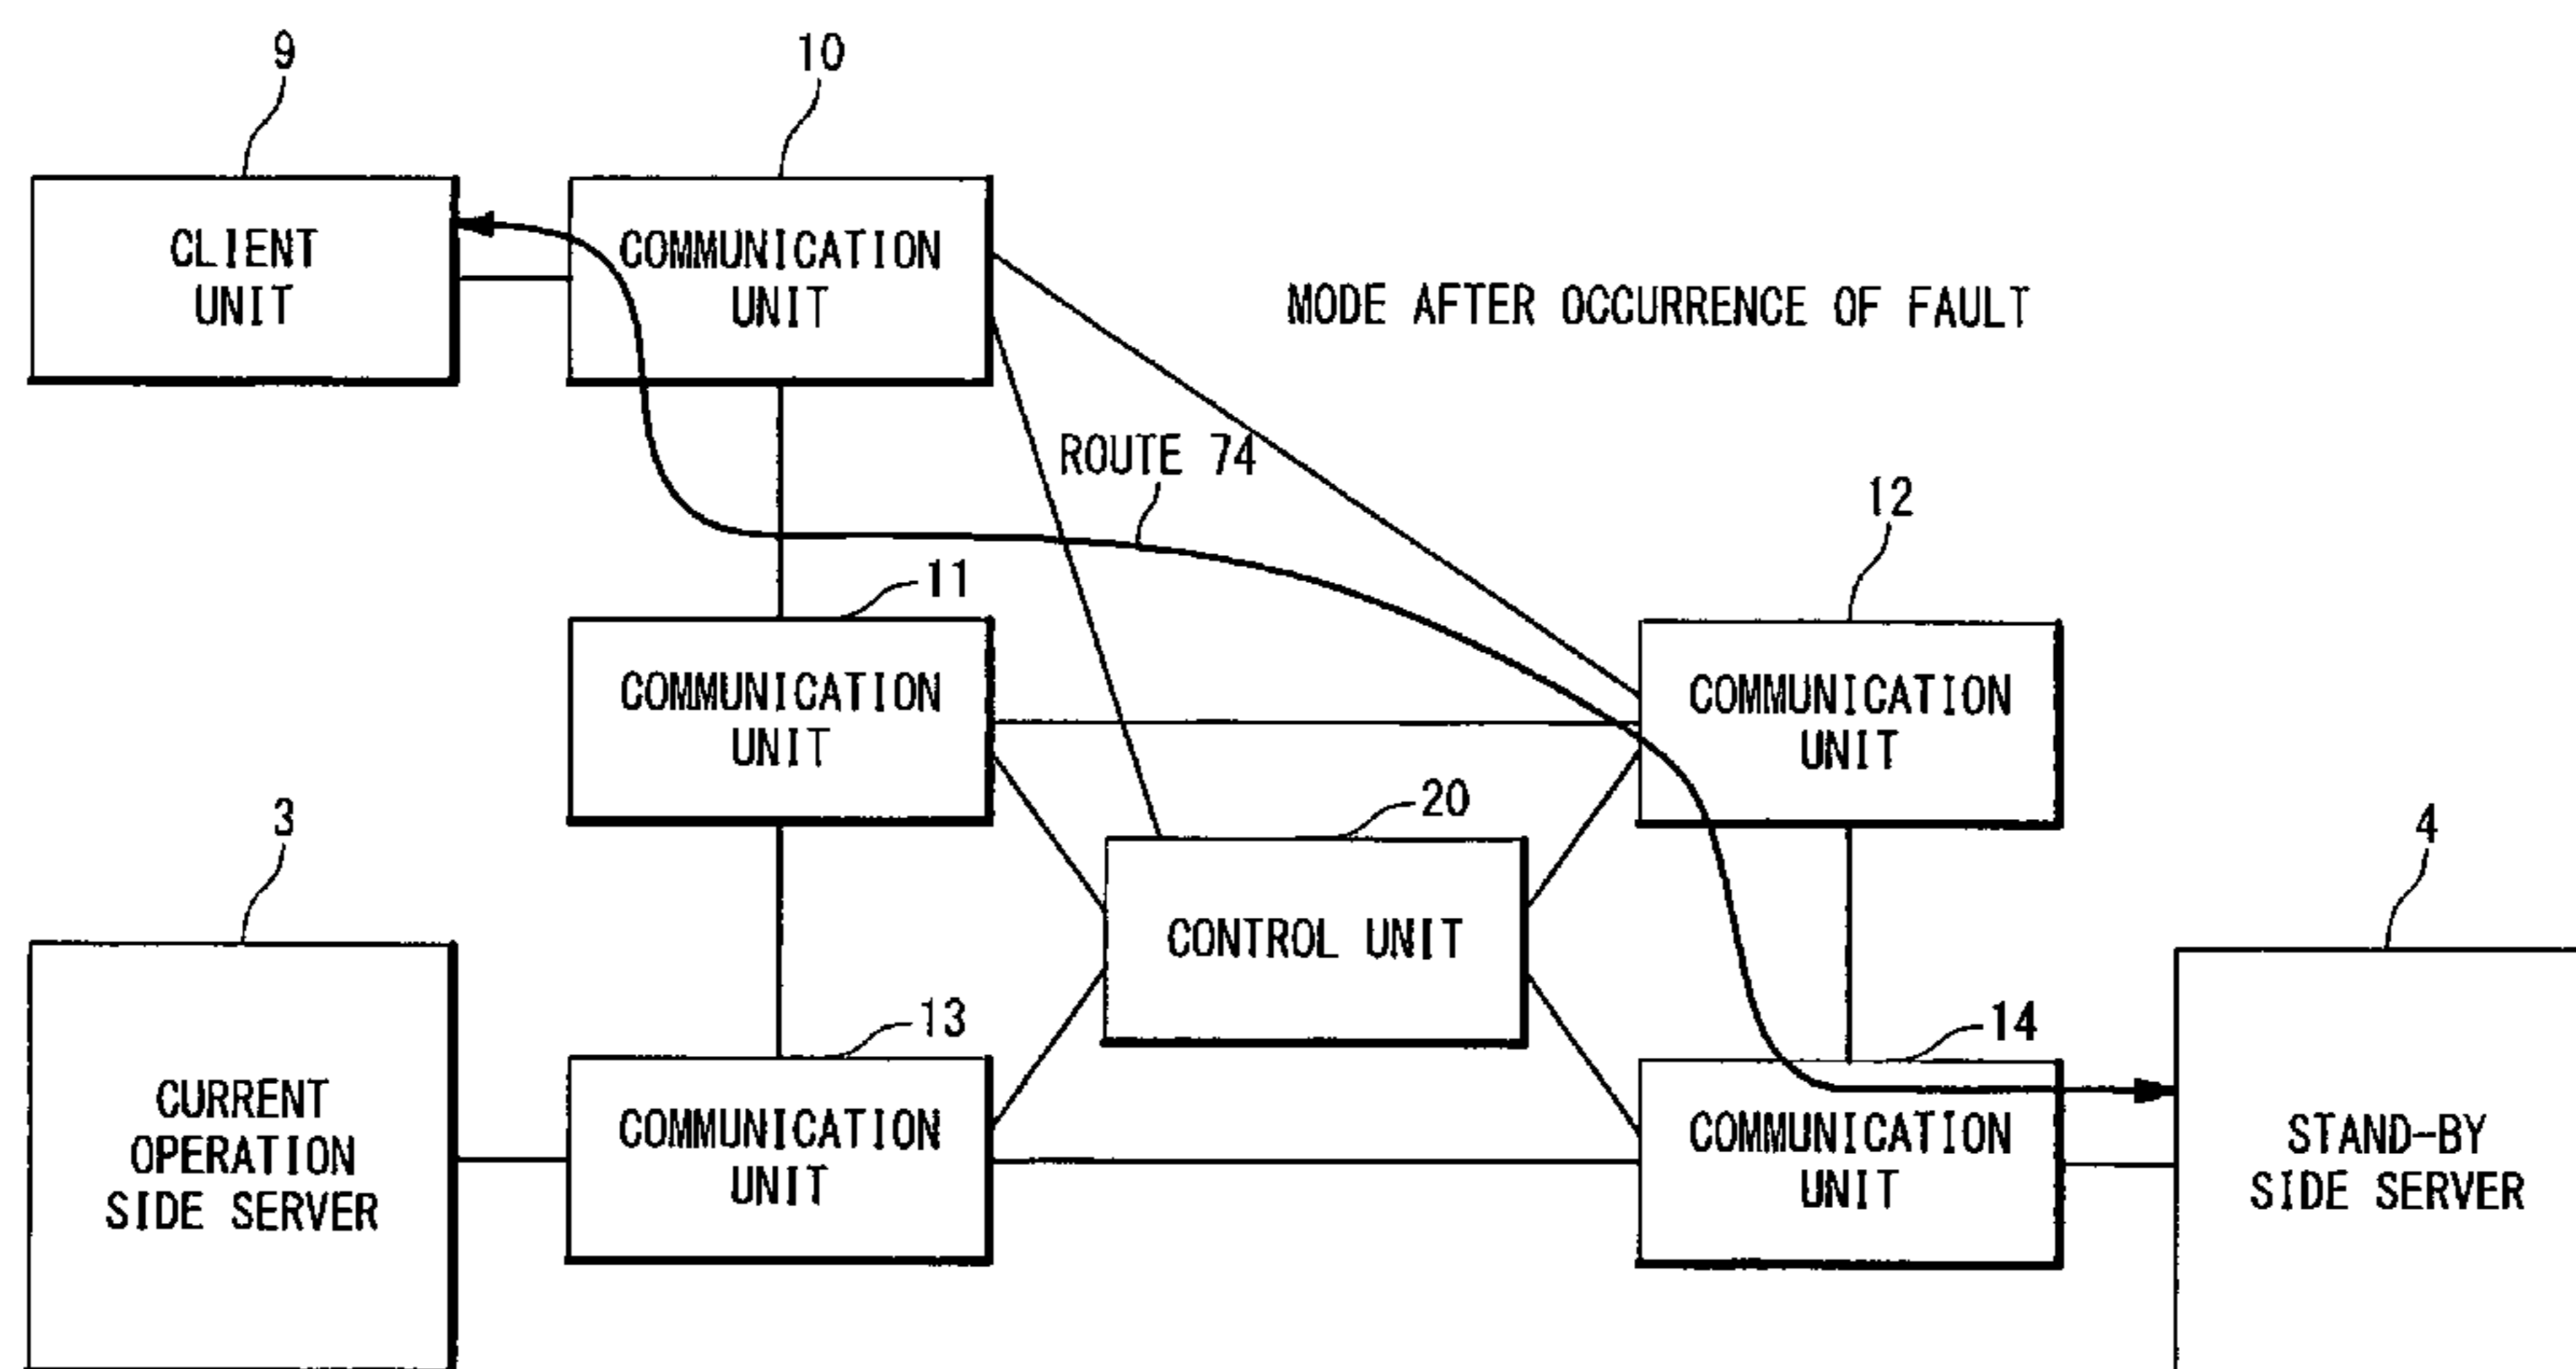 9
10
CLIENT
UNIT
COMMUNICATION
UNIT
MODE AFTER OCCURRENCE OF FAULT
ROUTE 74
12
11
COMMUNICATION
UNIT
COMMUNICATION
UNIT
3
20
4
CONTROL UNIT
13
14
CURRENT
OPERATION
SIDE SERVER
COMMUNICATION
UNIT
COMMUNICATION
UNIT
STAND-BY
SIDE SERVER